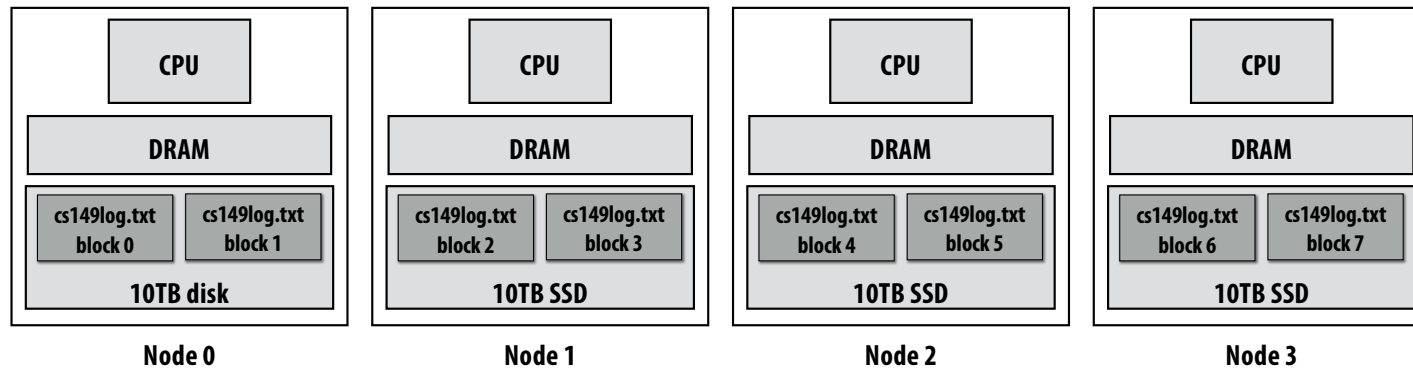 CPU
DRAM
cs149log.txt
block 0
cs149log.txt
block 1
10TB disk
Node 0
CPU
DRAM
cs149log.txt
block 2
cs149log.txt
block 3
10TB SSD
Node 1
CPU
DRAM
cs149log.txt
block 4
cs149log.txt
block 5
10TB SSD
Node 2
CPU
DRAM
cs149log.txt
block 6
cs149log.txt
block 7
10TB SSD
Node 3